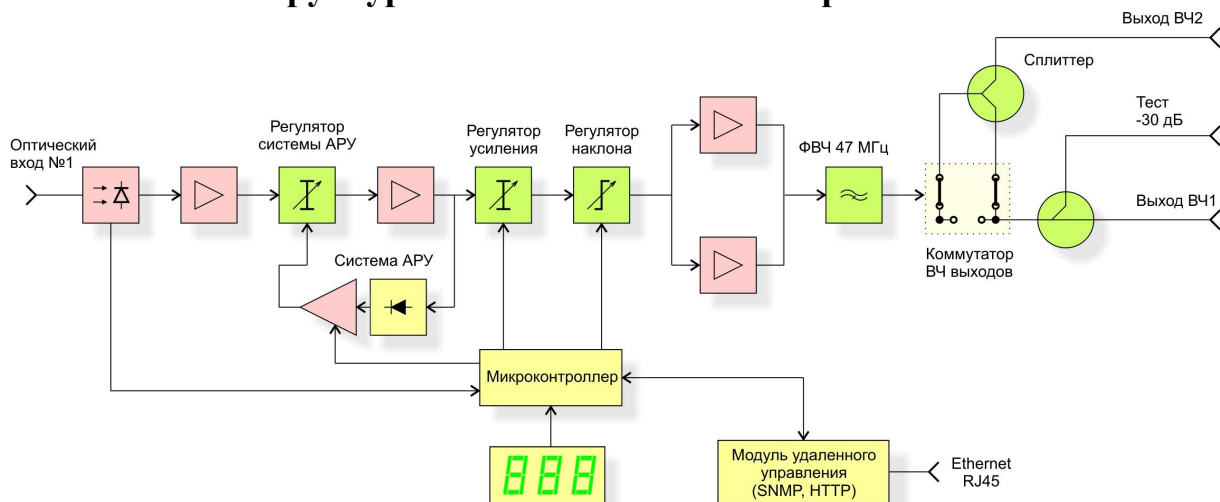 Выход ВЧ2
Сплиттер
Тест
-30 дБ
Оптический
вход №1
Регулятор
системы АРУ
Регулятор
усиления
Регулятор
наклона
ФВЧ 47 МГц
Выход ВЧ1
Коммутатор
ВЧ выходов
Система АРУ
Микроконтроллер
888
Модуль удаленного
управления
(SNMP, HTTP)
Ethernet
RJ45